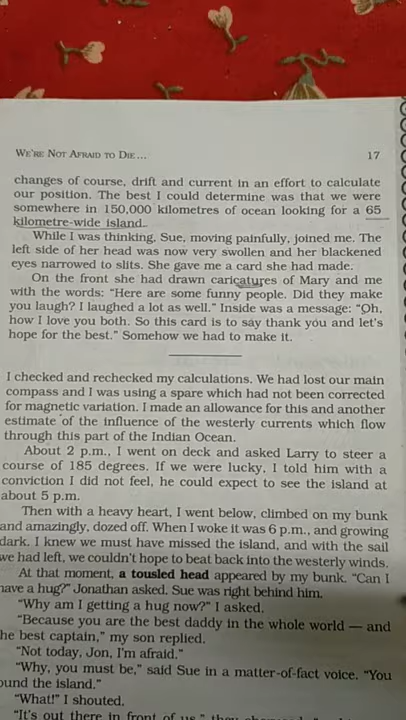 WE'RE NOT AFRAID TO DIE... 17
changes of course, drift and current in an effort to calculate
our position. The best I could determine was that we were
somewhere in 150,000 kilometres of ocean looking for a 65
kilometre-wide island.
While I was thinking, Sue, moving painfully, joined me. The
left side of her head was now very swollen and her blackened
eyes narrowed to slits. She gave me a card she had made.
On the front she had drawn caricatures of Mary and me
with the words: "Here are some funny people. Did they make
you laugh? I laughed a lot as well." Inside was a message: "Oh,
how I love you both. So this card is to say thank you and let's
hope for the best." Somehow we had to make it.
I checked and rechecked my calculations. We had lost our main
compass and I was using a spare which had not been corrected
for magnetic variation. I made an allowance for this and another
estimate of the influence of the westerly currents which flow
through this part of the Indian Ocean.
About 2 p.m., I went on deck and asked Larry to steer a
course of 185 degrees. If we were lucky, I told him with a
conviction I did not feel, he could expect to see the island at
about 5 p.m.
Then with a heavy heart, I went below, climbed on my bunk
and amazingly, dozed off. When I woke it was 6 p.m., and growing
dark. I knew we must have missed the island, and with the sail
we had left, we couldn't hope to beat back into the westerly winds.
At that moment, a tousled head appeared by my bunk. "Can I
have a hug?" Jonathan asked. Sue was right behind him.
"Why am I getting a hug now?" I asked.
"Because you are the best daddy in the whole world — and
he best captain," my son replied.
"Not today, Jon, I'm afraid."
"Why, you must be," said Sue in a matter-of-fact voice. "You
ound the island."
"What!" I shouted.
"It's out there in front of us," they